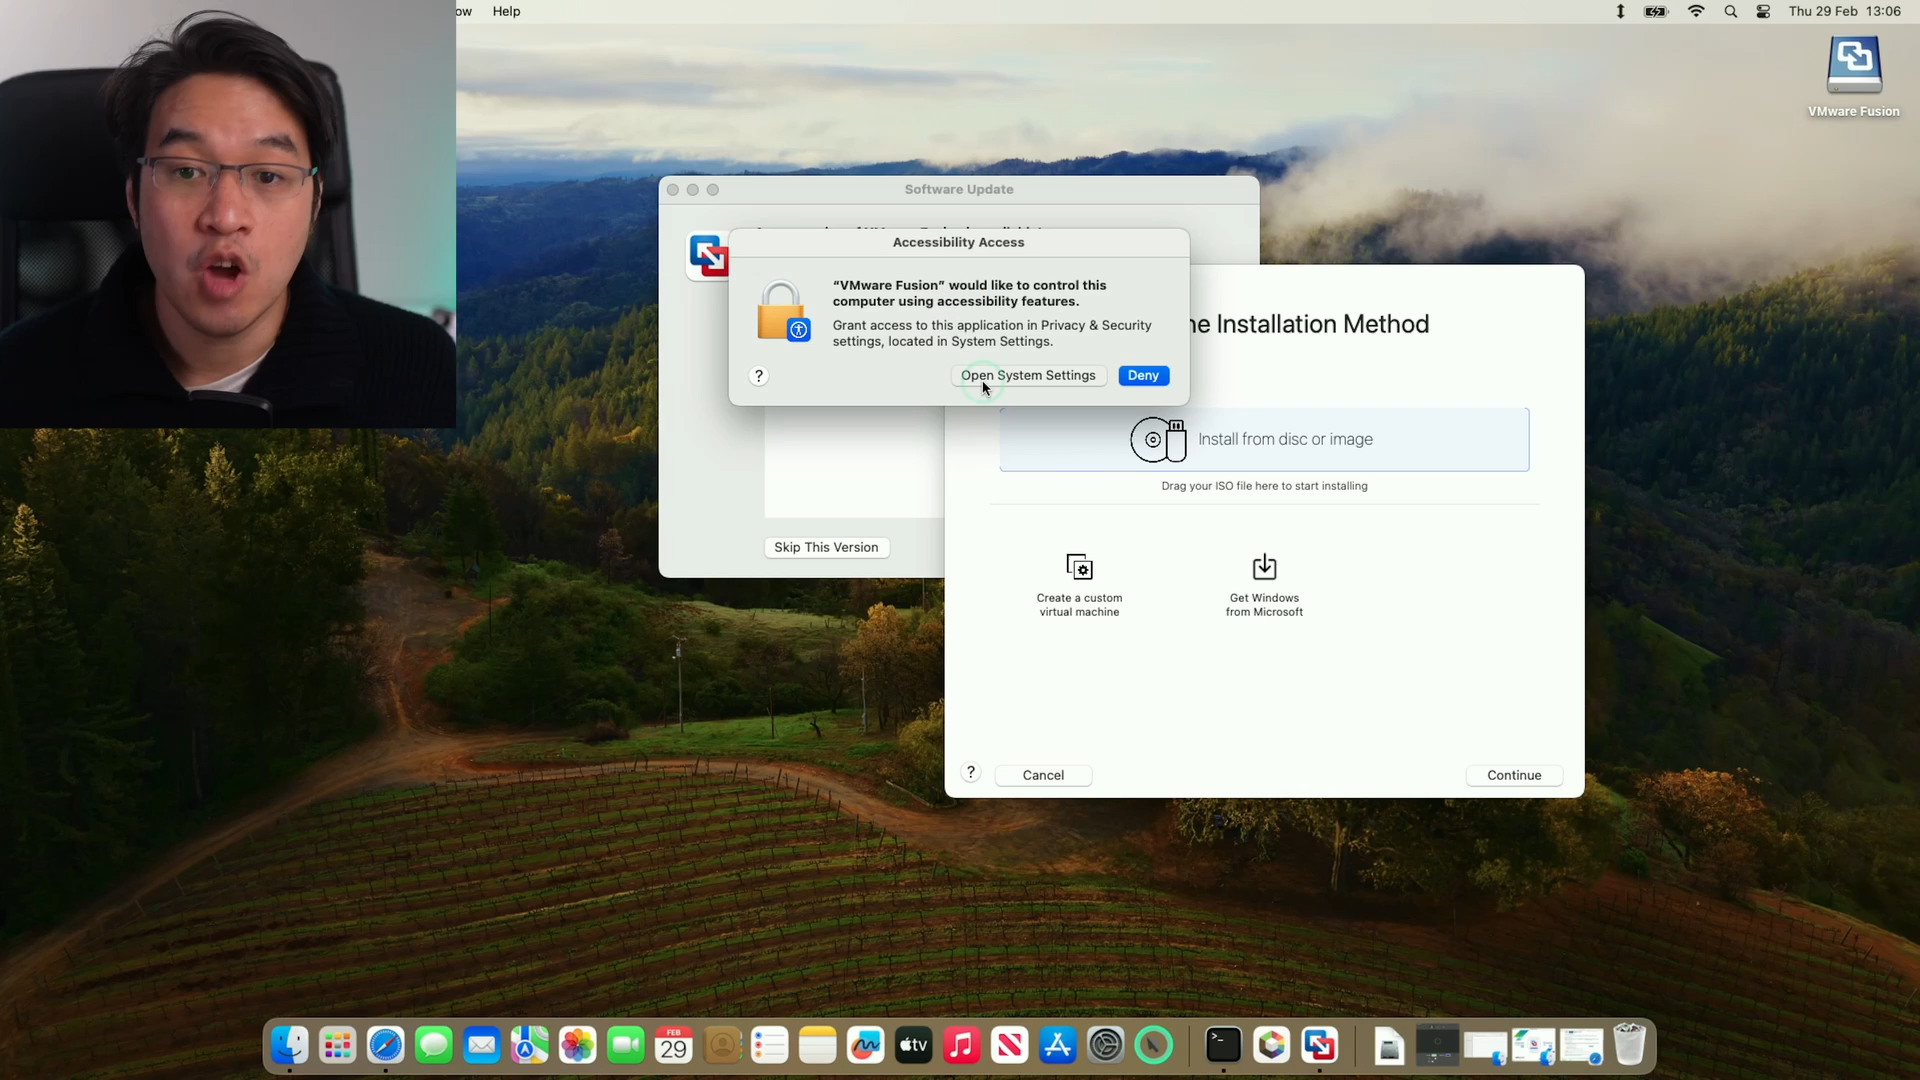 ow Help
Thu 29 Feb 13:06
VMware Fusion
Software Update
Accessibility Access
“VMware Fusion” would like to control this
computer using accessibility features.
Grant access to this application in Privacy & Security
settings, located in System Settings.
?
Open System Settings
Deny
he Installation Method
Install from disc or image
Drag your ISO file here to start installing
Skip This Version
Create a custom
virtual machine
Get Windows
from Microsoft
?
Cancel
Continue
FEB
29
tv